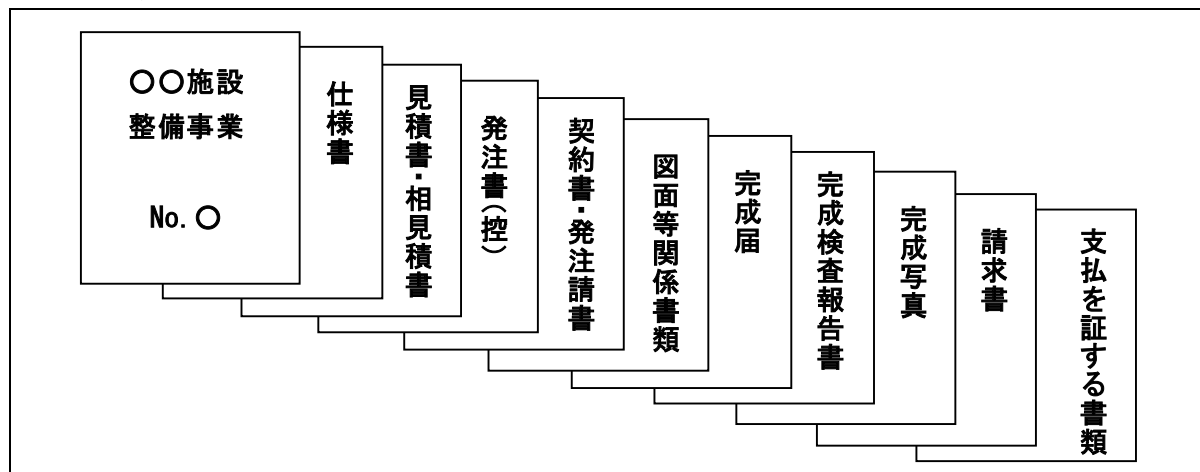 〇〇施設
整備事業
No. 〇
仕様書
見積書・相見積書
発注書(控)
契約書・発注請書
図面等関係書類
完成届
完成検査報告書
完成写真
請求書
支払を証する書類